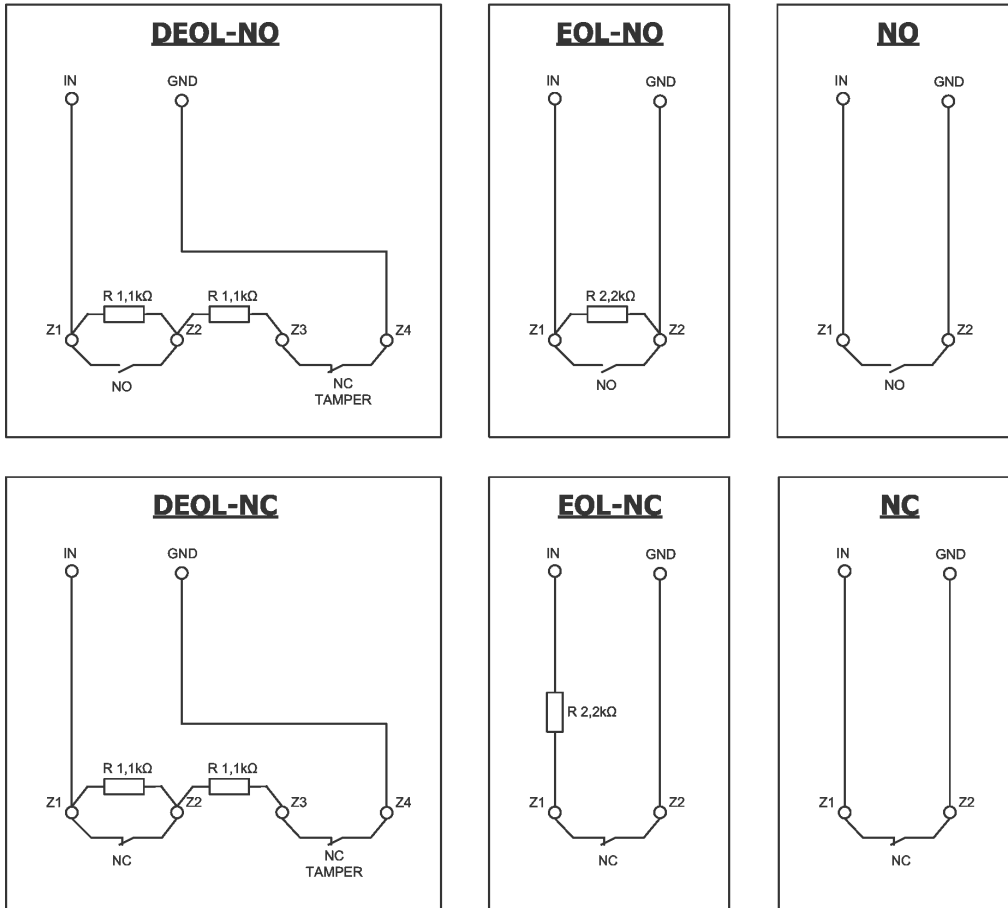 DEOL-NO
IN
GND
R 1,1kΩ
R 1,1kΩ
Z1
Z2
Z3
Z4
NO
NC
TAMPER
EOL-NO
IN
GND
R 2,2kΩ
Z1
Z2
NO
NO
IN
GND
Z1
Z2
NO
DEOL-NC
IN
GND
R 1,1kΩ
R 1,1kΩ
Z1
Z2
Z3
Z4
NC
NC
TAMPER
EOL-NC
IN
GND
R 2,2kΩ
Z1
Z2
NC
NC
IN
GND
Z1
Z2
NC